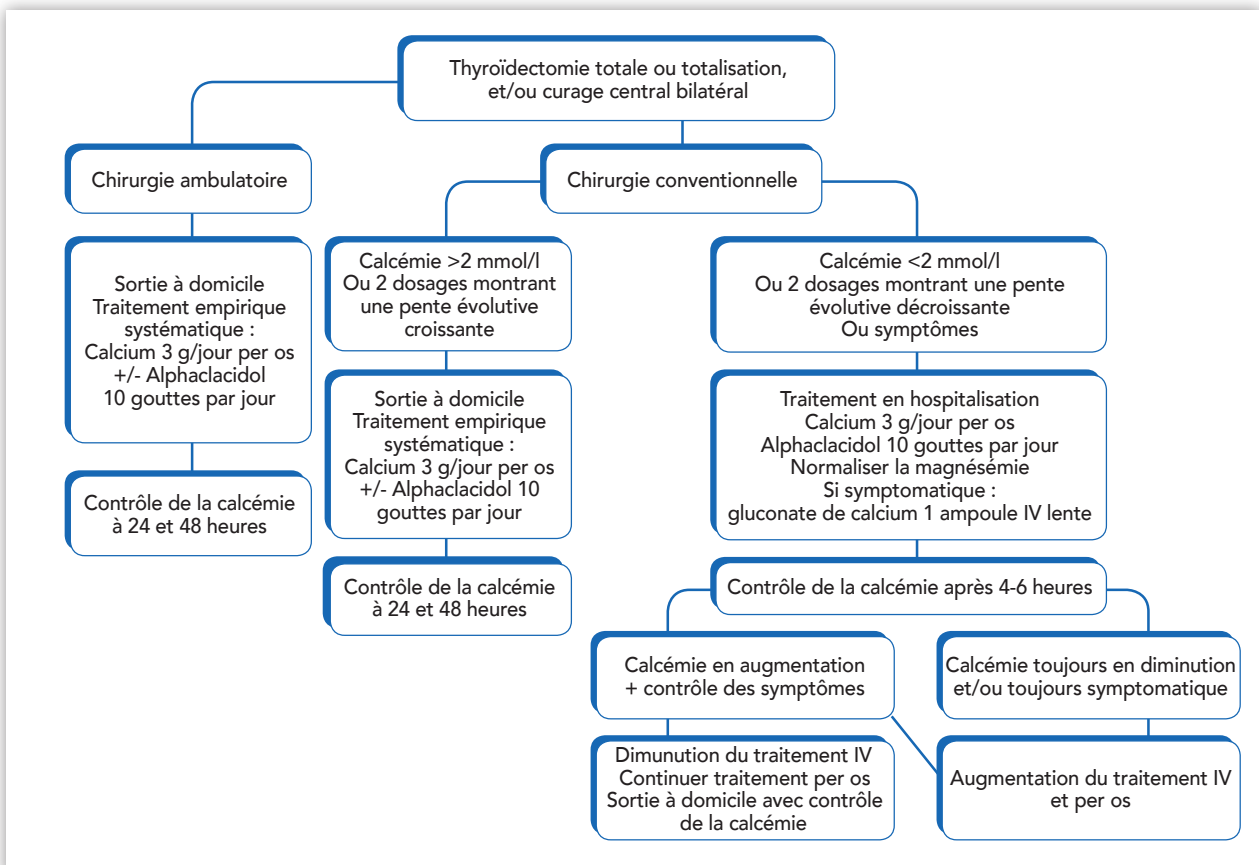 Thyroïdectomie totale ou totalisation,
et/ou curage central bilatéral
Chirurgie ambulatoire
Chirurgie conventionnelle
Sortie à domicile
Traitement empirique
systématique :
Calcium 3 g/jour per os
+/- Alphaclacidol
10 gouttes par jour
Contrôle de la calcémie
à 24 et 48 heures
Calcémie >2 mmol/l
Ou 2 dosages montrant
une pente évolutive
croissante
Sortie à domicile
Traitement empirique
systématique :
Calcium 3 g/jour per os
+/- Alphaclacidol 10
gouttes par jour
Contrôle de la calcémie
à 24 et 48 heures
Calcémie <2 mmol/l
Ou 2 dosages montrant une pente
évolutive décroissante
Ou symptômes
Traitement en hospitalisation
Calcium 3 g/jour per os
Alphaclacidol 10 gouttes par jour
Normaliser la magnésémie
Si symptomatique :
gluconate de calcium 1 ampoule IV lente
Contrôle de la calcémie après 4-6 heures
Calcémie en augmentation
+ contrôle des symptômes
Calcémie toujours en diminution
et/ou toujours symptomatique
Dimunution du traitement IV
Continuer traitement per os
Sortie à domicile avec contrôle
de la calcémie
Augmentation du traitement IV
et per os